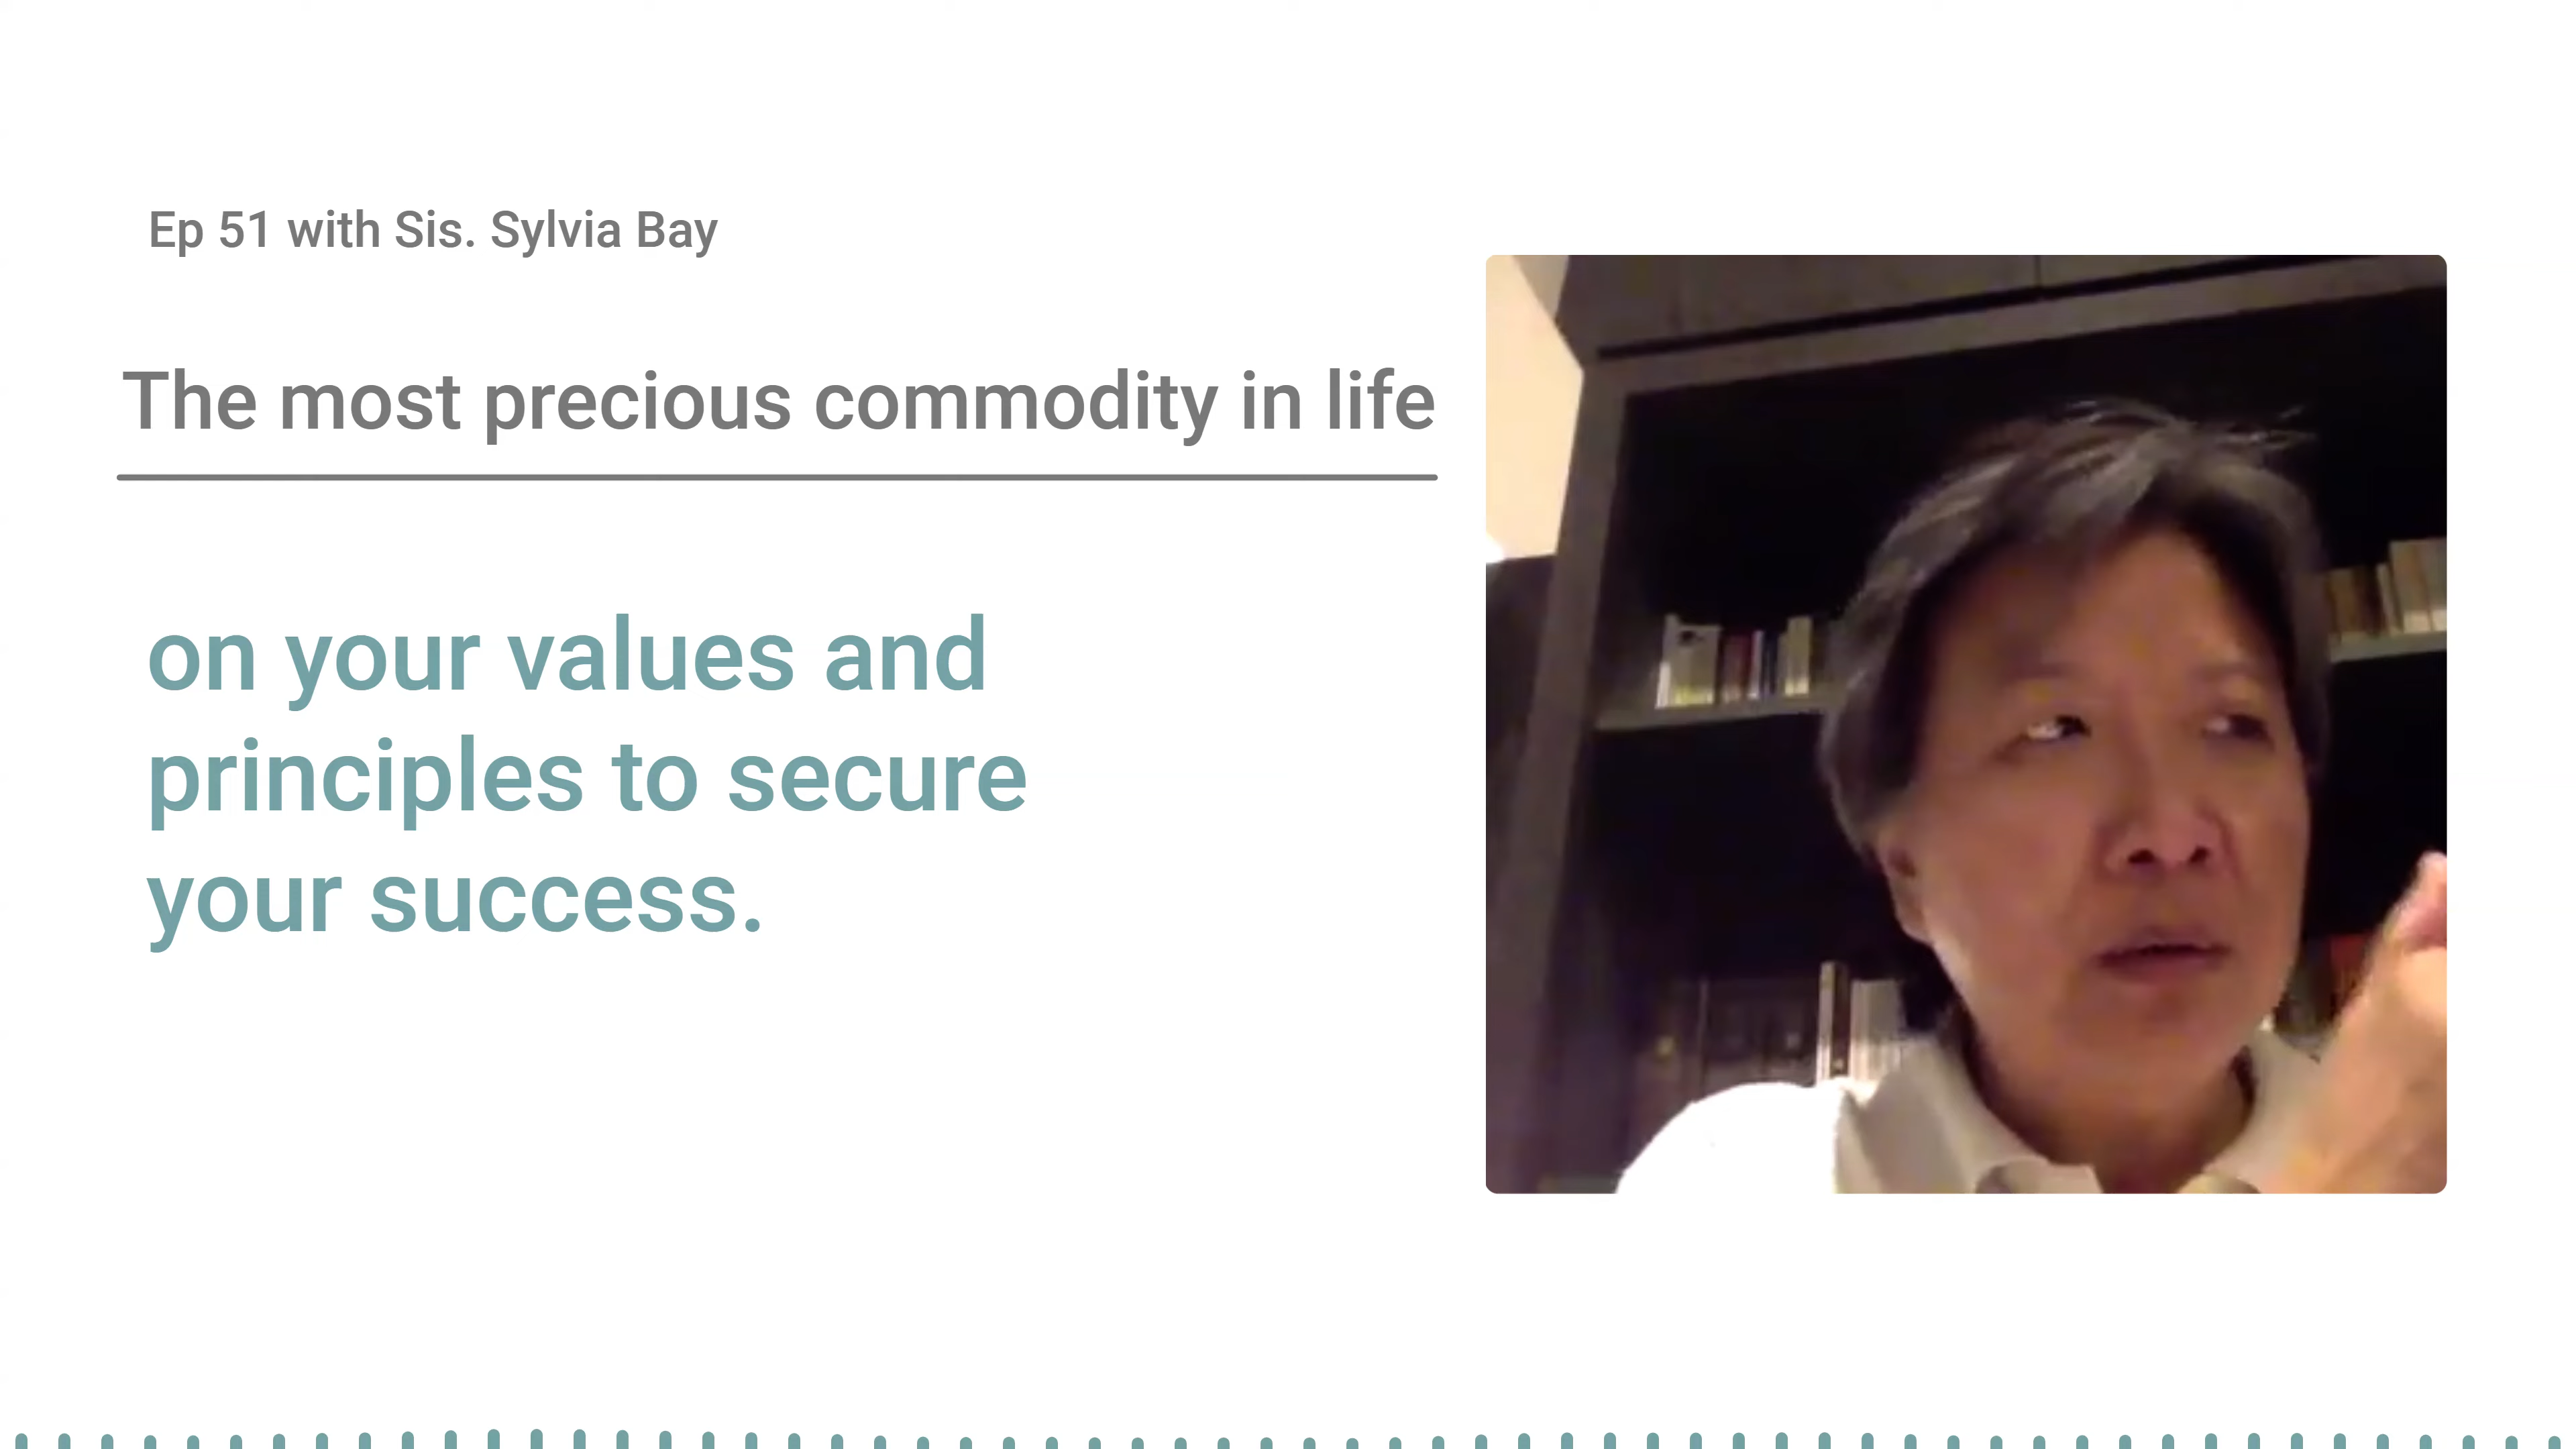 Ep 51 with Sis. Sylvia Bay
The most precious commodity in life
on your values and
principles to secure
your success.